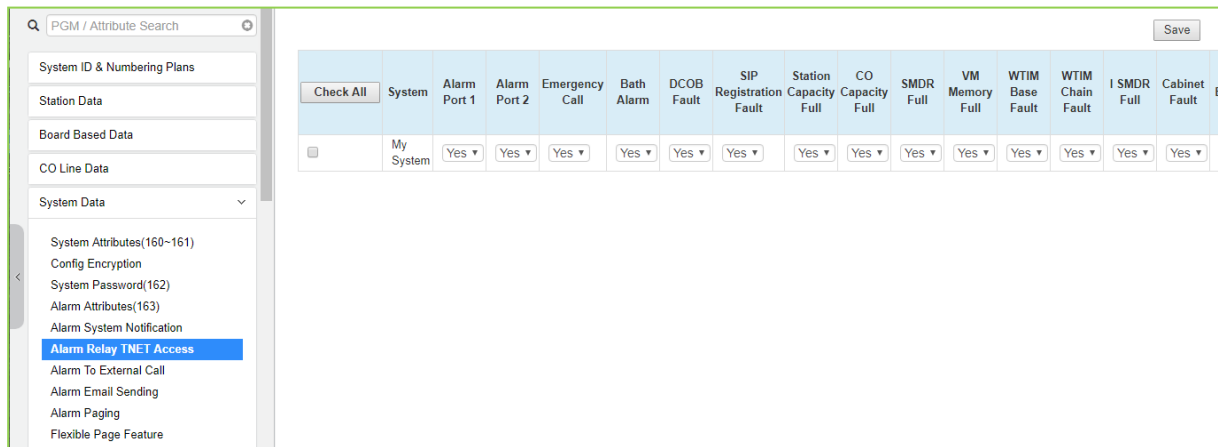 PGM / Attribute Search
System ID & Numbering Plans
Station Data
Board Based Data
CO Line Data
System Data
System Attributes(160~161)
Config Encryption
System Password(162)
Alarm Attributes(163)
Alarm System Notification
Alarm Relay TNET Access
Alarm To External Call
Alarm Email Sending
Alarm Paging
Flexible Page Feature
Save
Check All
System
Alarm
Port 1
Alarm
Port 2
Emergency
Call
Bath
Alarm
DCOB
Fault
SIP
Registration
Fault
Station
Capacity
Full
CO
Capacity
Full
SMDR
Full
VM
Memory
Full
WTIM
Base
Fault
WTIM
Chain
Fault
I SMDR
Full
Cabinet
Fault
My
System
Yes Yes Yes Yes Yes Yes Yes Yes Yes Yes Yes Yes Yes Yes